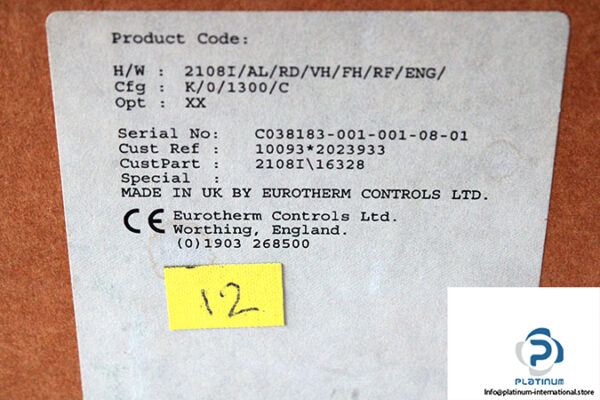 Product Code:
H/W : 2108I/AL/RD/VH/FH/RF/ENG/
Cfg : K/0/1300/C
Opt : XX
Serial No: C038183-001-001-08-01
Cust Ref : 10093*2023933
CustPart : 2108I\16328
Special :
MADE IN UK BY EUROTHERM CONTROLS LTD.
CE Eurotherm Controls Ltd.
Worthing, England.
(0)1903 268500
12
PLATINUM
info@platinum-international.store